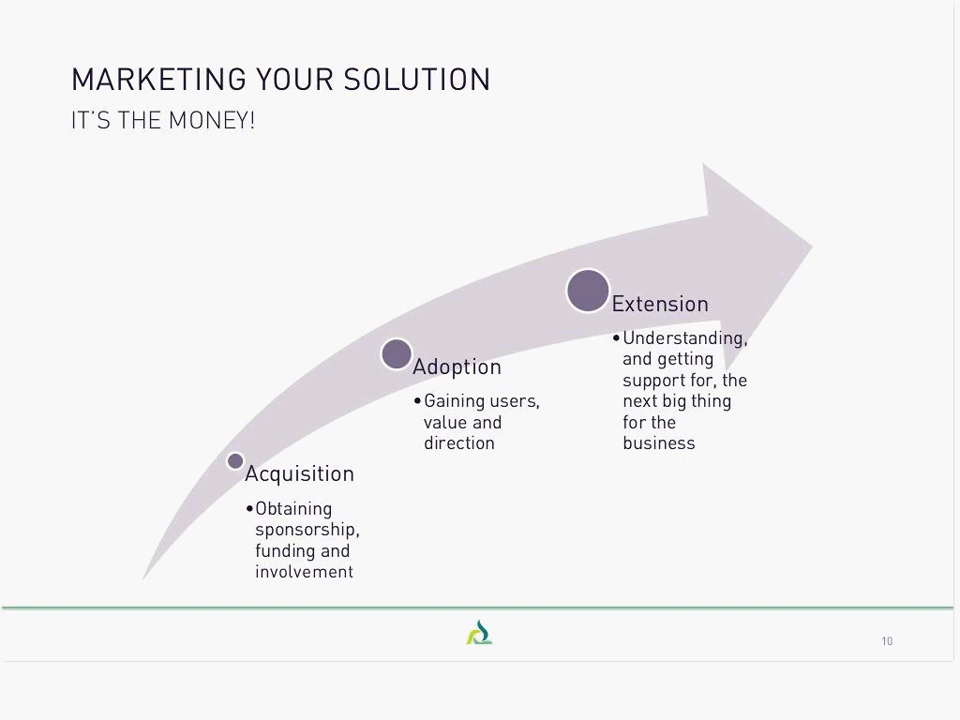 MARKETING YOUR SOLUTION
IT'S THE MONEY!
Extension
•Understanding,
and getting
support for, the
next big thing
for the
business
Adoption
•Gaining users,
value and
direction
Acquisition
•Obtaining
sponsorship,
funding and
involvement
10